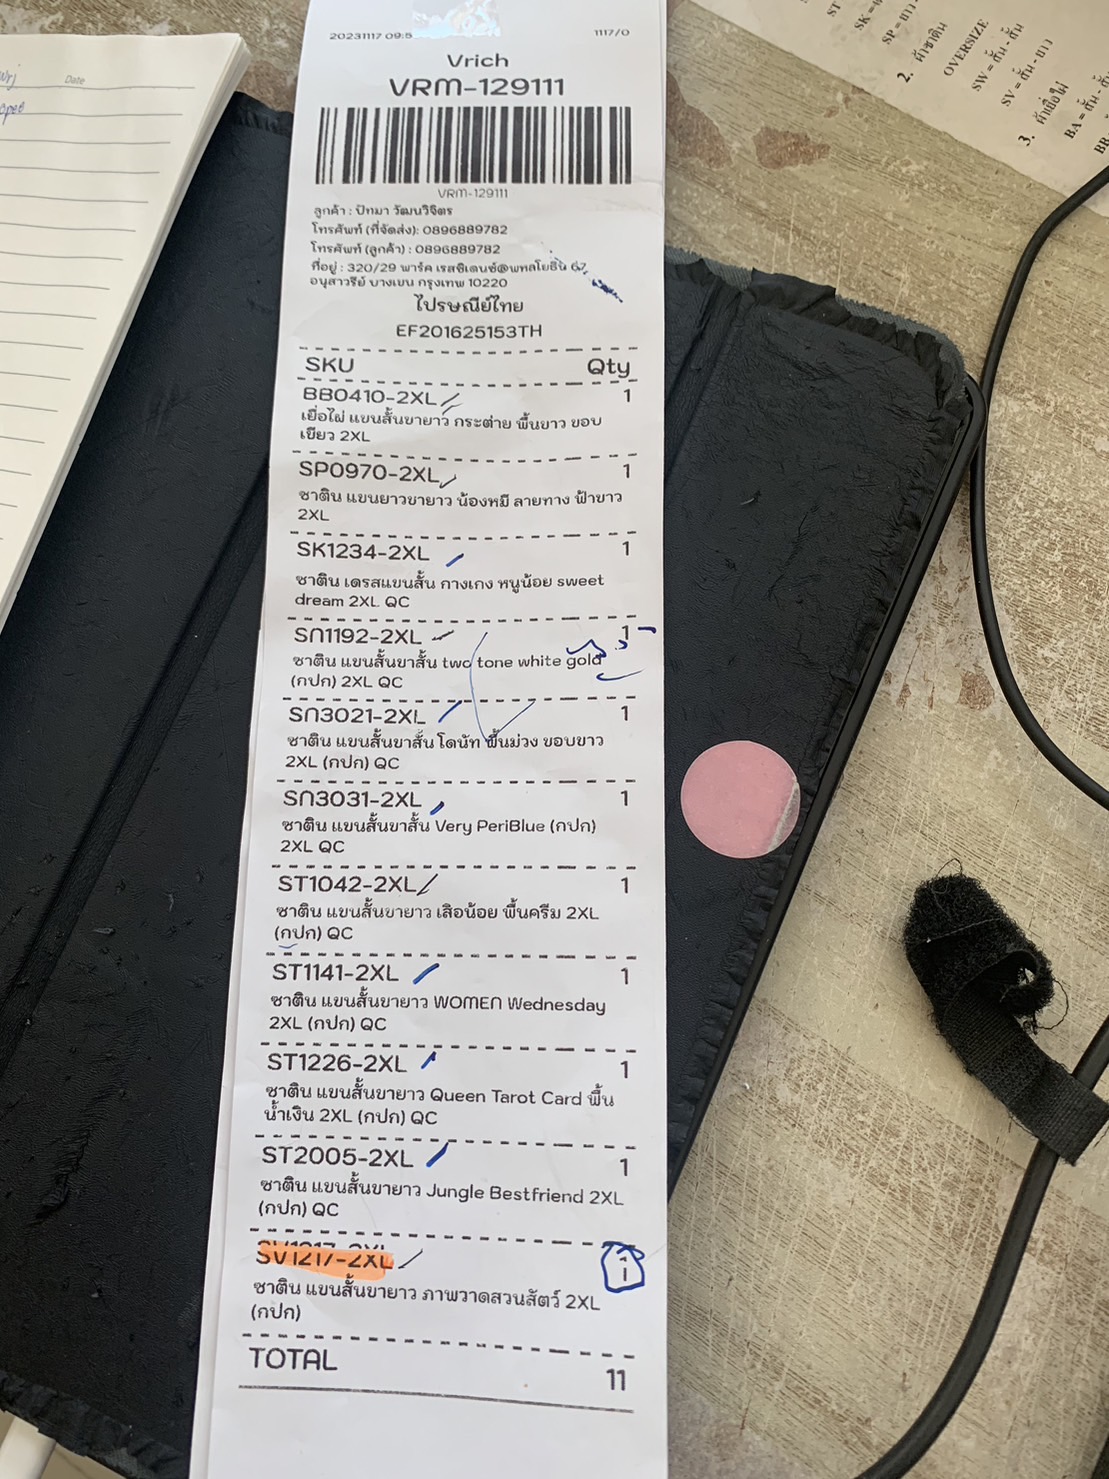 20231117 09:5
1117/0
Vrich
VRM-129111
VRM-129111
ลูกค้า : ปัทมา วัฒนวิจิตร
โทรศัพท์ (ที่จัดส่ง): 0896889782
โทรศัพท์ (ลูกค้า) : 0896889782
ที่อยู่ : 320/29 พาร์ค เรสซิเดนซ์@พหลโยธิน 67
อนุสาวรีย์ บางเขน กรุงเทพ 10220
ไปรษณีย์ไทย
EF201625153TH
SKU Qty
BB0410-2XL 1
เยื่อไผ่ แขนสั้นขายาว กระต่าย พื้นขาว ขอบ
เขียว 2XL
SP0970-2XL 1
ซาติน แขนยาวขายาว น้องหมี ลายทาง ฟ้าขาว
2XL
SK1234-2XL 1
ซาติน เดรสแขนสั้น กางเกง หนูน้อย sweet
dream 2XL QC
SN1192-2XL 1
ซาติน แขนสั้นขาสั้น two tone white gold
(กปก) 2XL QC
SN3021-2XL 1
ซาติน แขนสั้นขาสั้น โดนัท พื้นม่วง ขอบขาว
2XL (กปก) QC
SN3031-2XL 1
ซาติน แขนสั้นขาสั้น Very PeriBlue (กปก)
2XL QC
ST1042-2XL 1
ซาติน แขนสั้นขายาว เสือน้อย พื้นครีม 2XL
(กปก) QC
ST1141-2XL 1
ซาติน แขนสั้นขายาว WOMEN Wednesday
2XL (กปก) QC
ST1226-2XL 1
ซาติน แขนสั้นขายาว Queen Tarot Card พื้น
น้ำเงิน 2XL (กปก) QC
ST2005-2XL 1
ซาติน แขนสั้นขายาว Jungle Bestfriend 2XL
(กปก) QC
SV1217-2XL 1
ซาติน แขนสั้นขายาว ภาพวาดสวนสัตว์ 2XL
(กปก)
TOTAL 11
Date
ST
SK =
SP = ยาว
2. ผ้าซาติน
OVERSIZE
SW = สั้น - สั้น
SV = สั้น - ยาว
3. ผ้าเยื่อไผ่
BA = สั้น - สั้น
BB